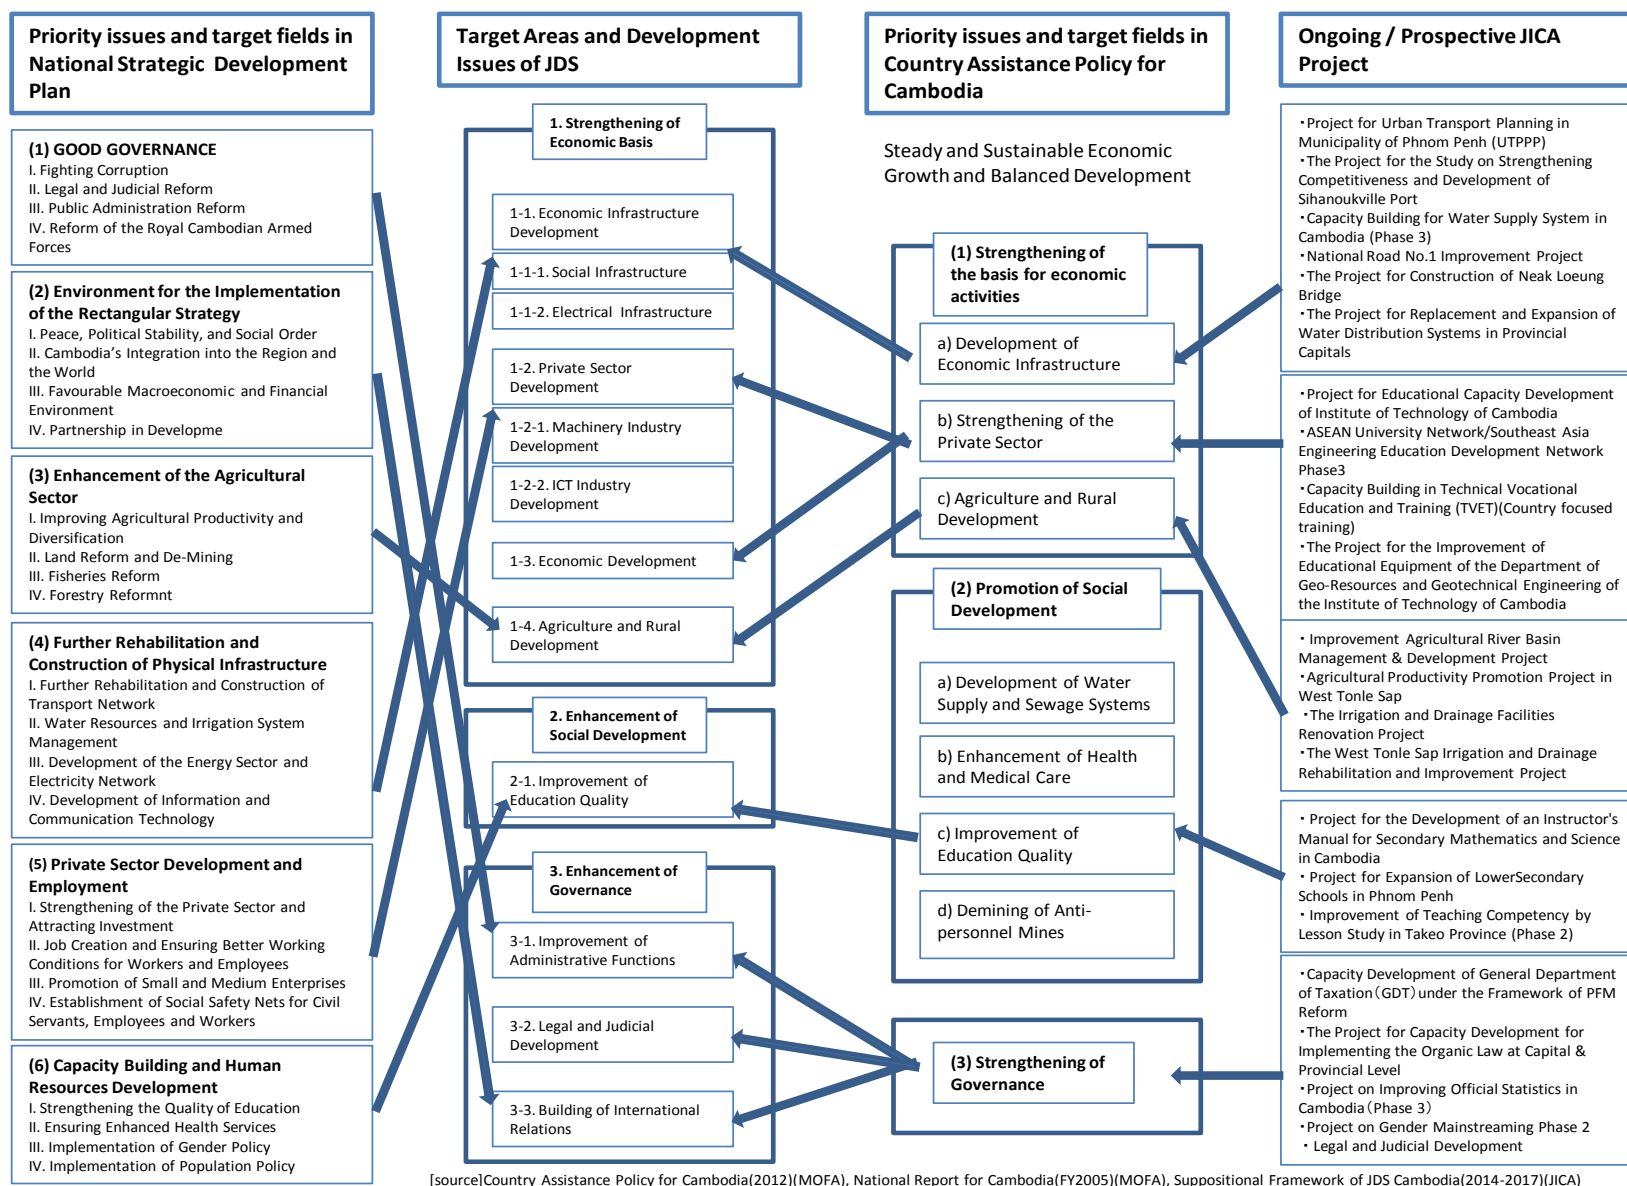 Priority issues and target fields in
National Strategic Development
Plan
(1) GOOD GOVERNANCE
I. Fighting Corruption
II. Legal and Judicial Reform
III. Public Administration Reform
IV. Reform of the Royal Cambodian Armed
Forces
(2) Environment for the Implementation
of the Rectangular Strategy
I. Peace, Political Stability, and Social Order
II. Cambodia's Integration into the Region and
the World
III. Favourable Macroeconomic and Financial
Environment
IV. Partnership in Developme
(3) Enhancement of the Agricultural
Sector
I. Improving Agricultural Productivity and
Diversification
II. Land Reform and De-Mining
III. Fisheries Reform
IV. Forestry Reformnt
(4) Further Rehabilitation and
Construction of Physical Infrastructure
I. Further Rehabilitation and Construction of
Transport Network
II. Water Resources and Irrigation System
Management
III. Development of the Energy Sector and
Electricity Network
IV. Development of Information and
Communication Technology
(5) Private Sector Development and
Employment
I. Strengthening of the Private Sector and
Attracting Investment
II. Job Creation and Ensuring Better Working
Conditions for Workers and Employees
III. Promotion of Small and Medium Enterprises
IV. Establishment of Social Safety Nets for Civil
Servants, Employees and Workers
(6) Capacity Building and Human
Resources Development
I. Strengthening the Quality of Education
II. Ensuring Enhanced Health Services
III. Implementation of Gender Policy
IV. Implementation of Population Policy
Target Areas and Development
Issues of JDS
1. Strengthening of
Economic Basis
1-1. Economic Infrastructure
Development
1-1-1. Social Infrastructure
1-1-2. Electrical Infrastructure
1-2. Private Sector
Development
1-2-1. Machinery Industry
Development
1-2-2. ICT Industry
Development
1-3. Economic Development
1-4. Agriculture and Rural
Development
2. Enhancement of
Social Development
2-1. Improvement of
Education Quality
3. Enhancement of
Governance
3-1. Improvement of
Administrative Functions
3-2. Legal and Judicial
Development
3-3. Building of International
Relations
Priority issues and target fields in
Country Assistance Policy for
Cambodia
Steady and Sustainable Economic
Growth and Balanced Development
(1) Strengthening of
the basis for economic
activities
a) Development of
Economic Infrastructure
b) Strengthening of the
Private Sector
c) Agriculture and Rural
Development
(2) Promotion of Social
Development
a) Development of Water
Supply and Sewage Systems
b) Enhancement of Health
and Medical Care
c) Improvement of
Education Quality
d) Demining of Anti-
personnel Mines
(3) Strengthening of
Governance
Ongoing / Prospective JICA
Project
・Project for Urban Transport Planning in
Municipality of Phnom Penh (UTPPP)
・The Project for the Study on Strengthening
Competitiveness and Development of
Sihanoukville Port
・Capacity Building for Water Supply System in
Cambodia (Phase 3)
・National Road No.1 Improvement Project
・The Project for Construction of Neak Loeung
Bridge
・The Project for Replacement and Expansion of
Water Distribution Systems in Provincial
Capitals
・Project for Educational Capacity Development
of Institute of Technology of Cambodia
・ASEAN University Network/Southeast Asia
Engineering Education Development Network
Phase3
・Capacity Building in Technical Vocational
Education and Training (TVET)(Country focused
training)
・The Project for the Improvement of
Educational Equipment of the Department of
Geo-Resources and Geotechnical Engineering of
the Institute of Technology of Cambodia
・ Improvement Agricultural River Basin
Management & Development Project
・Agricultural Productivity Promotion Project in
West Tonle Sap
・The Irrigation and Drainage Facilities
Renovation Project
・The West Tonle Sap Irrigation and Drainage
Rehabilitation and Improvement Project
・ Project for the Development of an Instructor's
Manual for Secondary Mathematics and Science
in Cambodia
・ Project for Expansion of LowerSecondary
Schools in Phnom Penh
・ Improvement of Teaching Competency by
Lesson Study in Takeo Province (Phase 2)
・Capacity Development of General Department
of Taxation（GDT）under the Framework of PFM
Reform
・The Project for Capacity Development for
Implementing the Organic Law at Capital &
Provincial Level
・Project on Improving Official Statistics in
Cambodia（Phase 3）
・Project on Gender Mainstreaming Phase 2
・ Legal and Judicial Development
[source]Country Assistance Policy for Cambodia(2012)(MOFA), National Report for Cambodia(FY2005)(MOFA), Suppositional Framework of JDS Cambodia(2014-2017)(JICA)